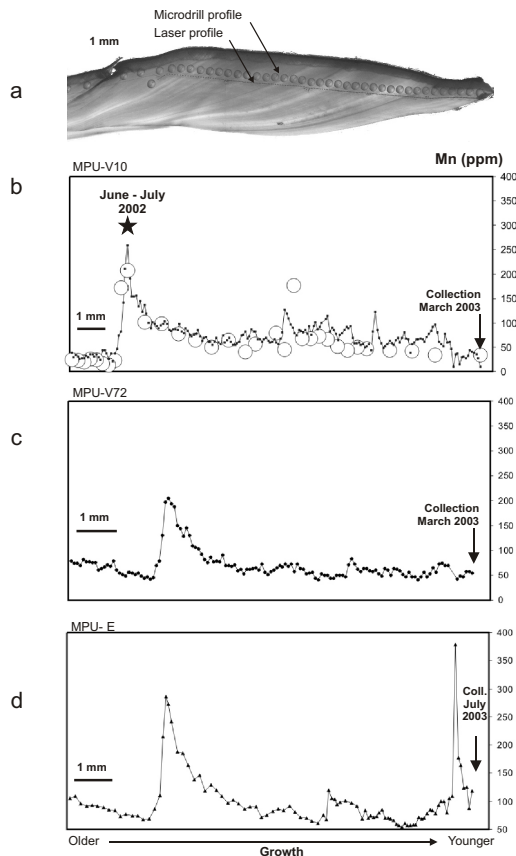 Microdrill profile
Laser profile
1 mm
a
MPU-V10
Mn (ppm)
b
400
350
300
250
200
150
100
50
0
June - July
2002
1 mm
Collection
March 2003
MPU-V72
c
400
350
300
250
200
150
100
50
0
1 mm
Collection
March 2003
MPU- E
d
400
350
300
250
200
150
100
50
Coll.
July
2003
1 mm
Older
Growth
Younger